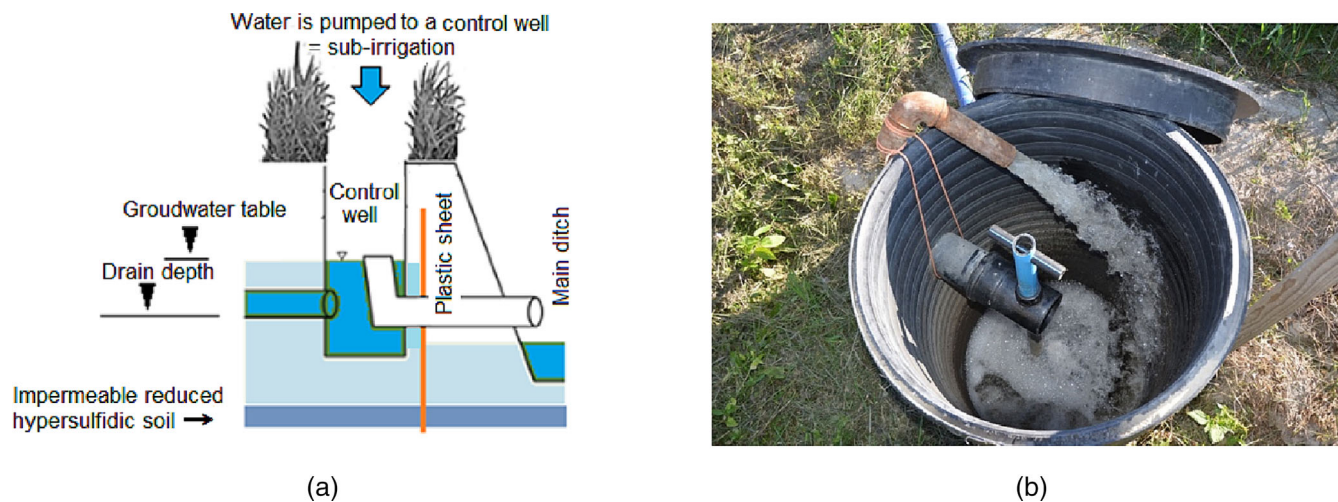 Water is pumped to a control well
= sub-irrigation
Control
well
Groudwater table
Drain depth
Plastic sheet
Main ditch
Impermeable reduced
hypersulfidic soil →
(a)
(b)